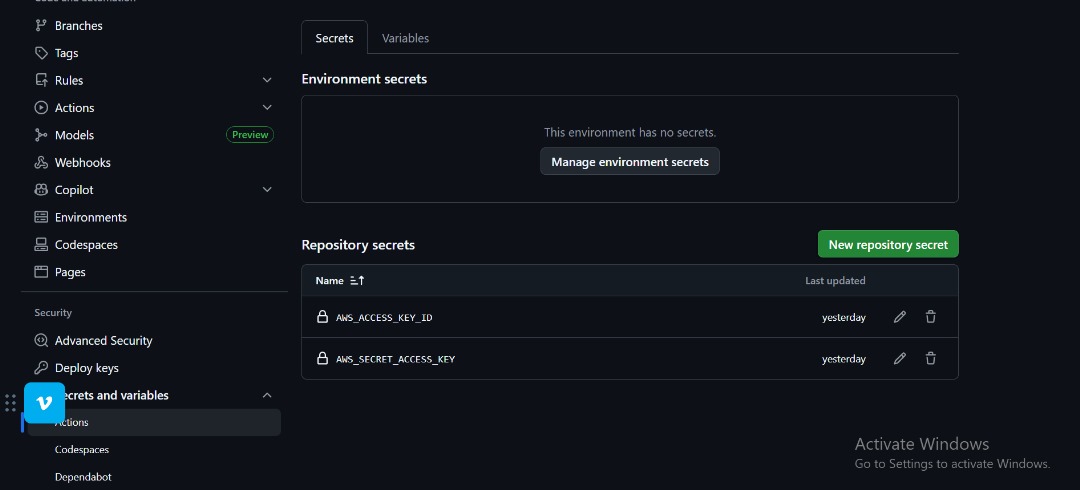 Branches
Tags
Rules
Actions
Models Preview
Webhooks
Copilot
Environments
Codespaces
Pages
Security
Advanced Security
Deploy keys
ecrets and variables
Actions
Codespaces
Dependabot
Secrets Variables
Environment secrets
This environment has no secrets.
Manage environment secrets
Repository secrets New repository secret
Name Last updated
AWS_ACCESS_KEY_ID yesterday
AWS_SECRET_ACCESS_KEY yesterday
Activate Windows
Go to Settings to activate Windows.